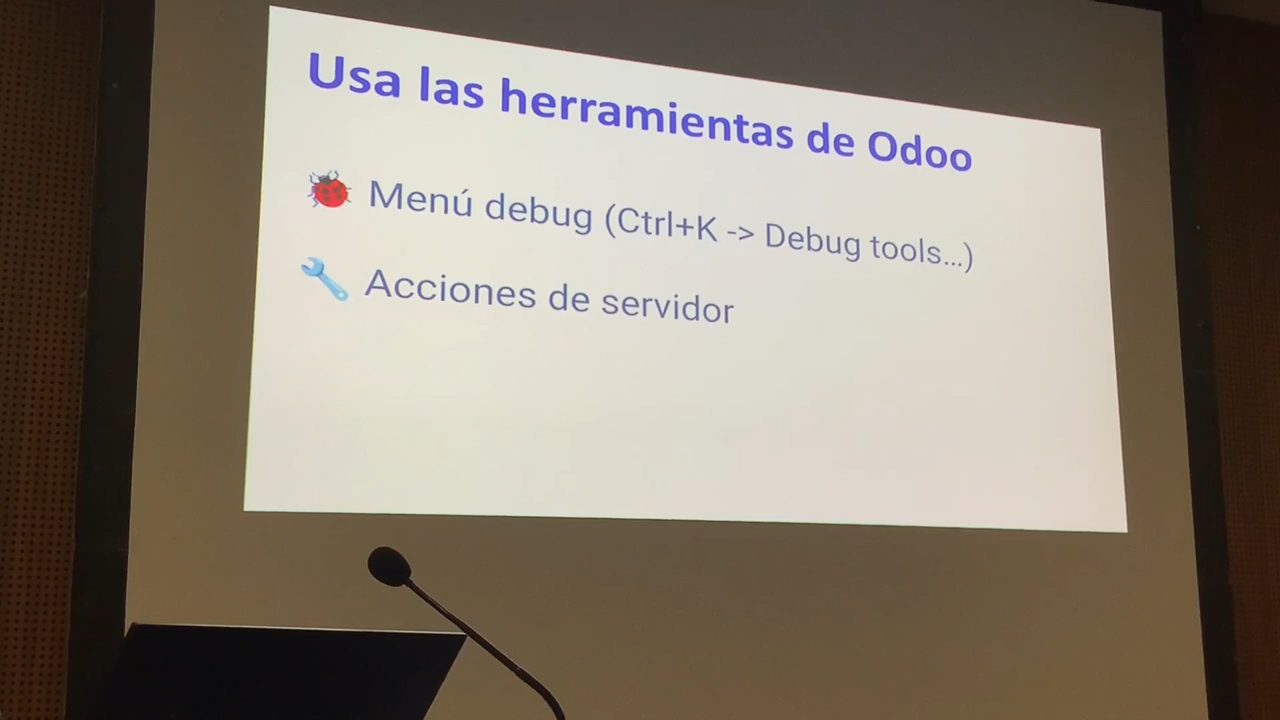 Usa las herramientas de Odoo
🐞 Menú debug (Ctrl+K -> Debug tools...)
🔧 Acciones de servidor